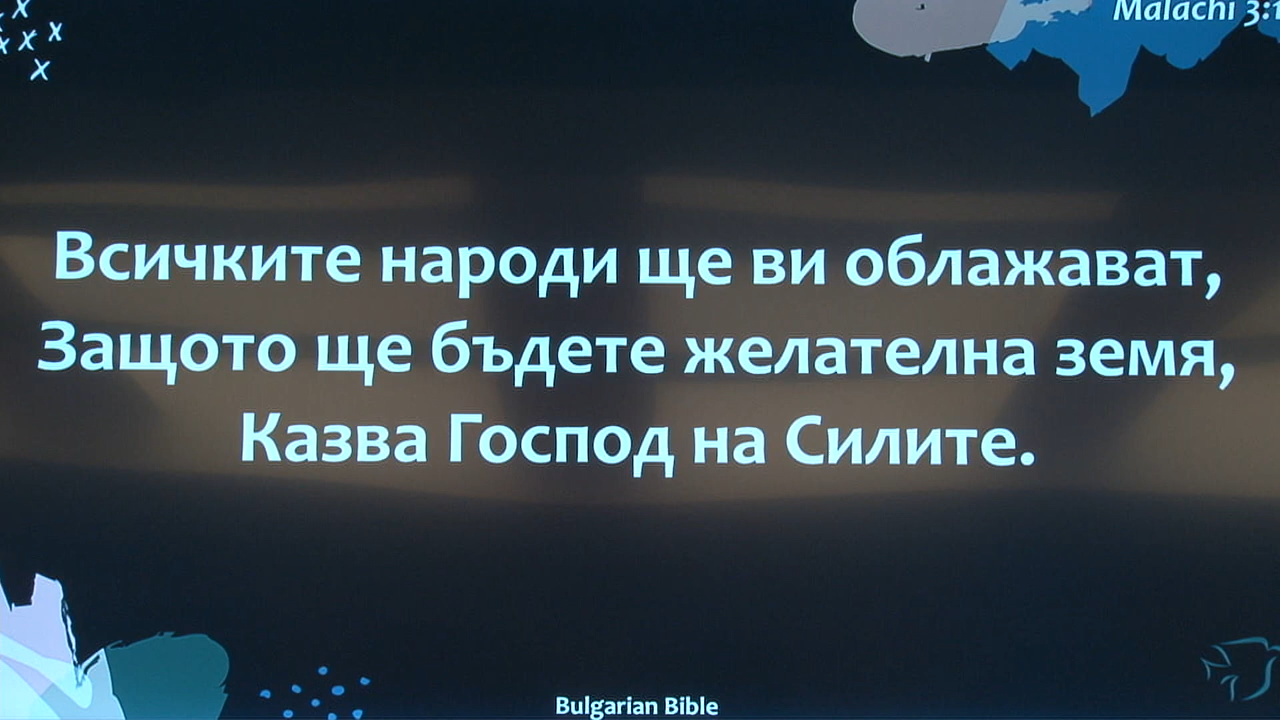 Malachi 3:1
Всичките народи ще ви облажават,
Защото ще бъдете желателна земя,
Казва Господ на Силите.
Bulgarian Bible